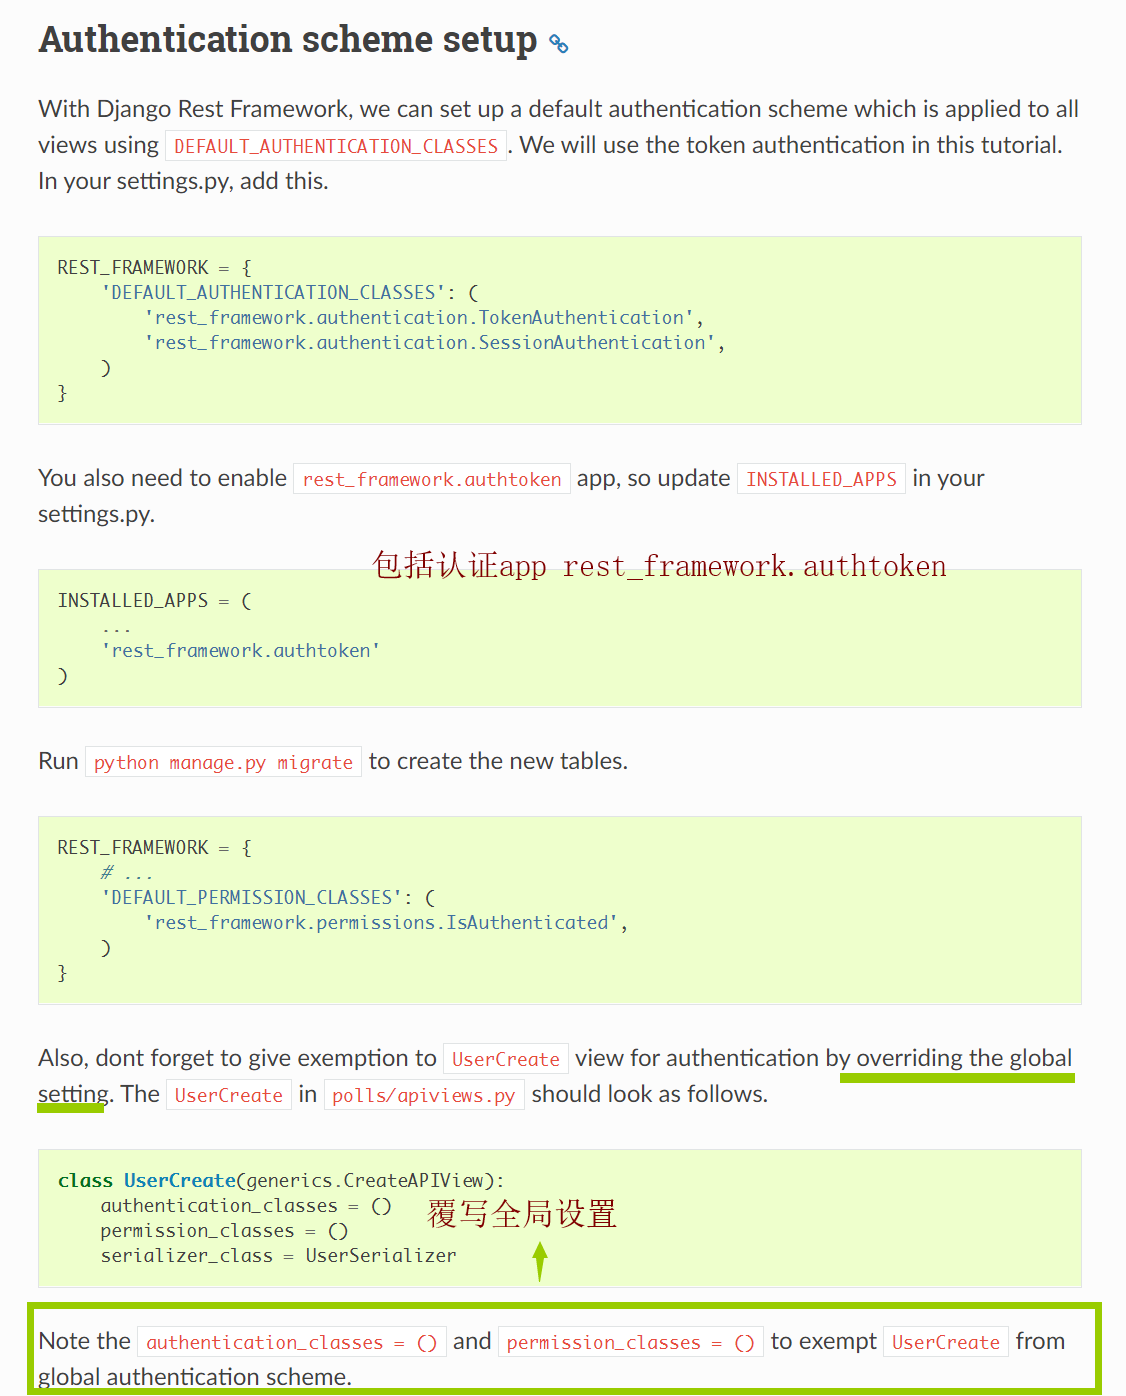 Authentication scheme setup
With Django Rest Framework, we can set up a default authentication scheme which is applied to all
views using DEFAULT_AUTHENTICATION_CLASSES. We will use the token authentication in this tutorial.
In your settings.py, add this.
REST_FRAMEWORK = {
    'DEFAULT_AUTHENTICATION_CLASSES': (
        'rest_framework.authentication.TokenAuthentication',
        'rest_framework.authentication.SessionAuthentication',
    )
}
You also need to enable rest_framework.authtoken app, so update INSTALLED_APPS in your
settings.py.
包括认证app rest_framework.authtoken
INSTALLED_APPS = (
    ...
    'rest_framework.authtoken'
)
Run python manage.py migrate to create the new tables.
REST_FRAMEWORK = {
    # ...
    'DEFAULT_PERMISSION_CLASSES': (
        'rest_framework.permissions.IsAuthenticated',
    )
}
Also, dont forget to give exemption to UserCreate view for authentication by overriding the global
setting. The UserCreate in polls/apiviews.py should look as follows.
class UserCreate(generics.CreateAPIView):
    authentication_classes = ()
覆写全局设置
    permission_classes = ()
    serializer_class = UserSerializer
Note the authentication_classes = () and permission_classes = () to exempt UserCreate from
global authentication scheme.